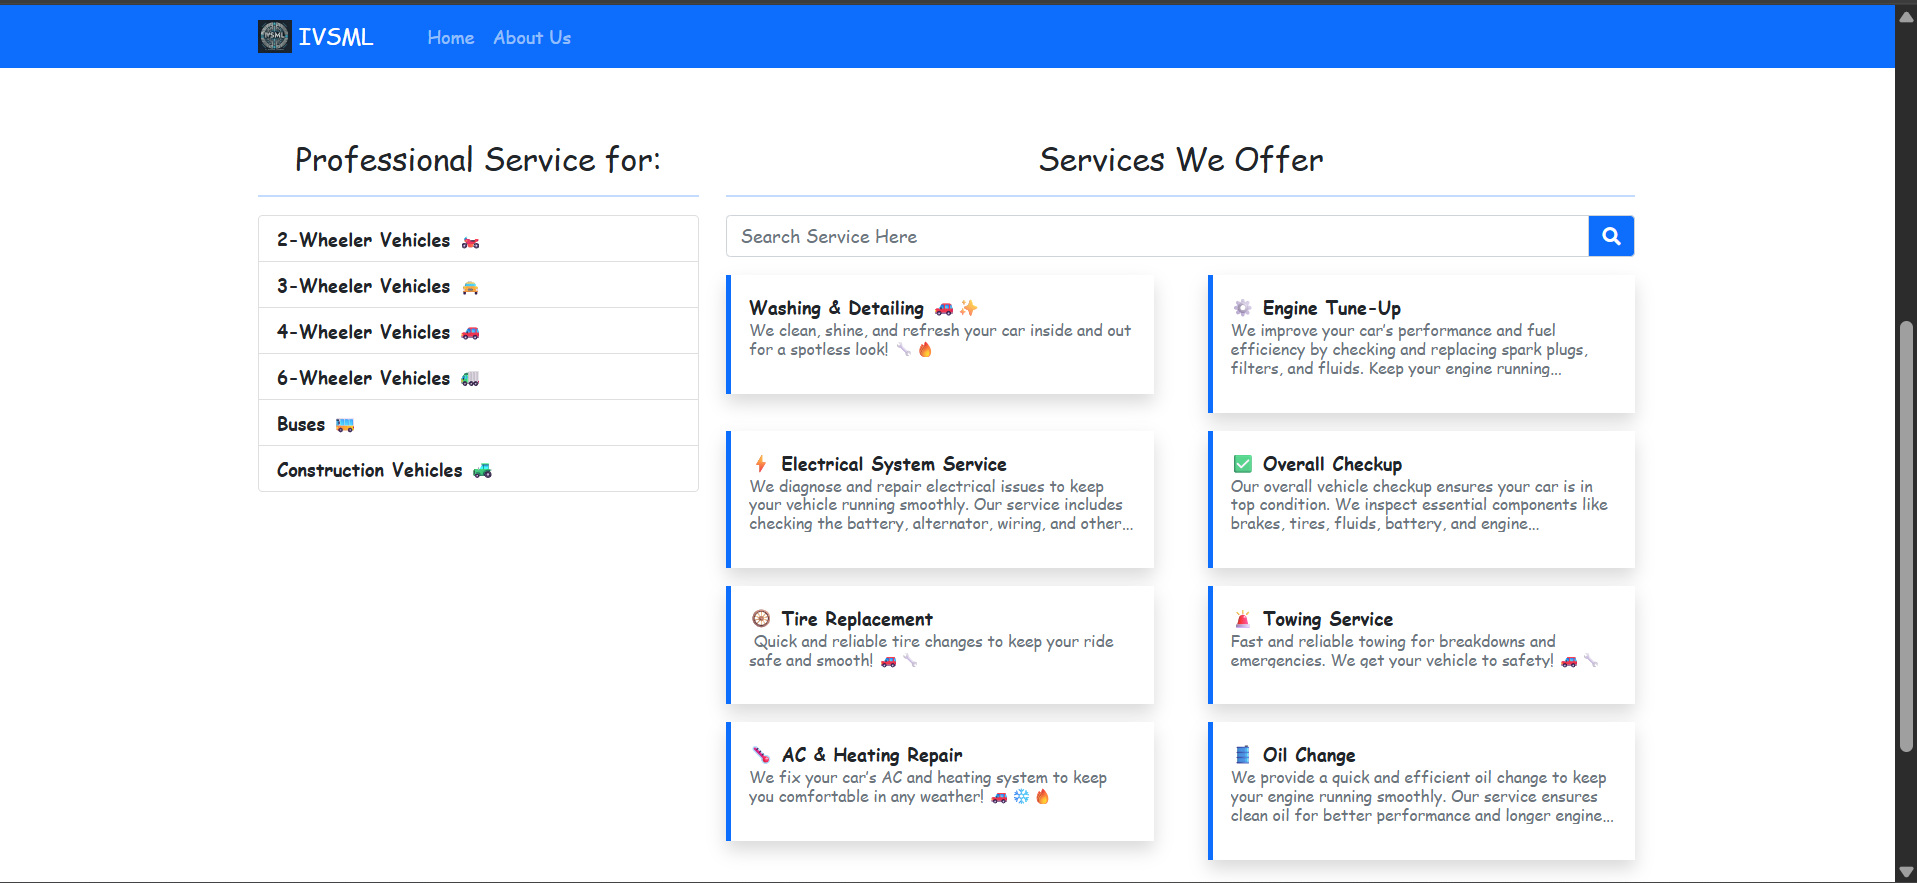 IVSML
IVSML
Home
About Us
Professional Service for:
2-Wheeler Vehicles 🏍️
3-Wheeler Vehicles 🚖
4-Wheeler Vehicles 🚗
6-Wheeler Vehicles 🚛
Buses 🚌
Construction Vehicles 🚜
Services We Offer
Search Service Here
Washing & Detailing 🚗✨
We clean, shine, and refresh your car inside and out
for a spotless look! 🔧🔥
⚙️ Engine Tune-Up
We improve your car's performance and fuel
efficiency by checking and replacing spark plugs,
filters, and fluids. Keep your engine running...
⚡ Electrical System Service
We diagnose and repair electrical issues to keep
your vehicle running smoothly. Our service includes
checking the battery, alternator, wiring, and other...
✅ Overall Checkup
Our overall vehicle checkup ensures your car is in
top condition. We inspect essential components like
brakes, tires, fluids, battery, and engine...
🛞 Tire Replacement
Quick and reliable tire changes to keep your ride
safe and smooth! 🚗🔧
🚨 Towing Service
Fast and reliable towing for breakdowns and
emergencies. We get your vehicle to safety! 🚗🔧
🌡️ AC & Heating Repair
We fix your car's AC and heating system to keep
you comfortable in any weather! 🚗❄️🔥
🛢️ Oil Change
We provide a quick and efficient oil change to keep
your engine running smoothly. Our service ensures
clean oil for better performance and longer engine...